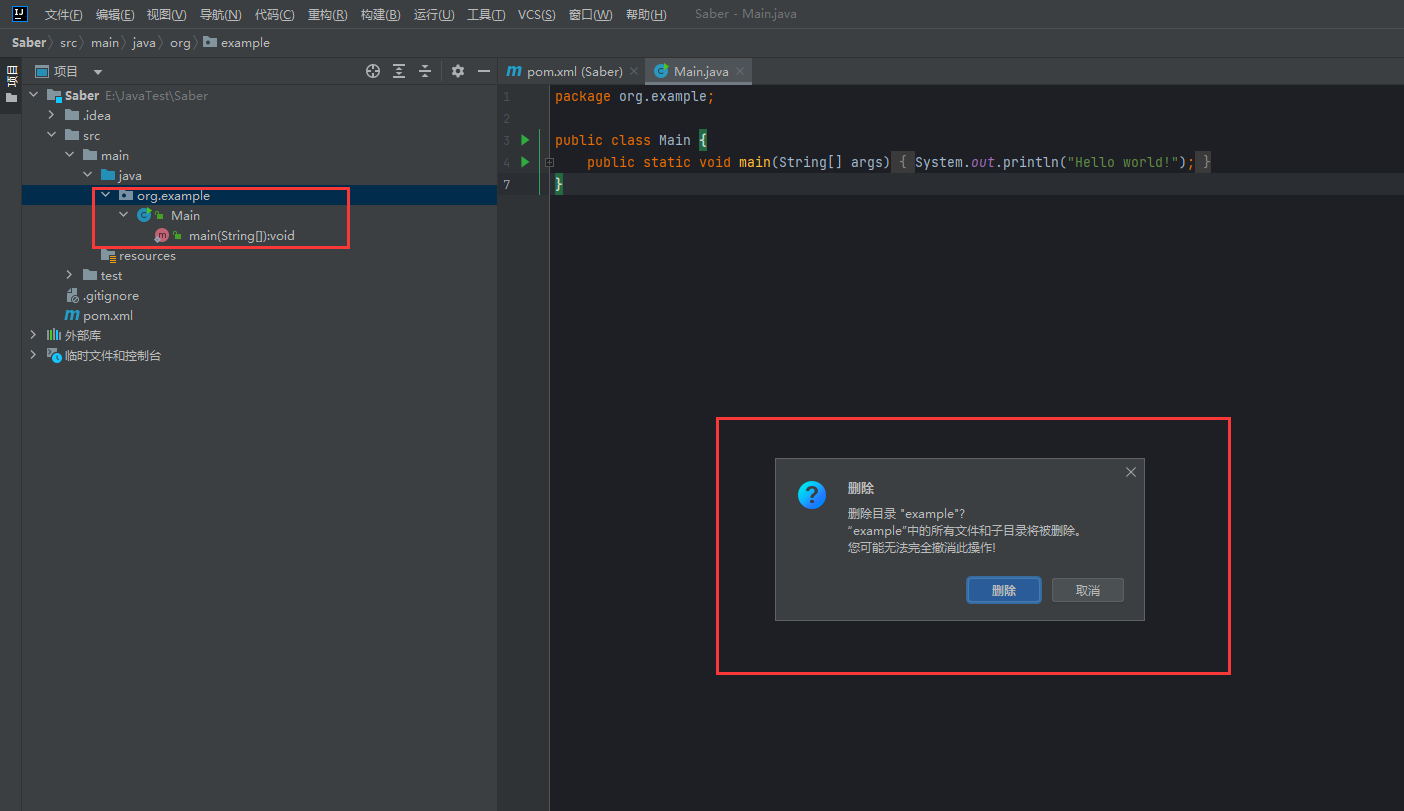 文件(F) 编辑(E) 视图(V) 导航(N) 代码(C) 重构(R) 构建(B) 运行(U) 工具(T) VCS(S) 窗口(W) 帮助(H) Saber - Main.java
Saber src main java org example
项目
项目
pom.xml (Saber) Main.java
Saber E:\JavaTest\Saber
.idea
src
main
java
org.example
Main
main(String[]):void
resources
test
.gitignore
pom.xml
外部库
临时文件和控制台
1 package org.example;
2
3 public class Main {
4 public static void main(String[] args) { System.out.println("Hello world!"); }
7 }
删除
删除目录 "example"?
"example"中的所有文件和子目录将被删除。
您可能无法完全撤消此操作!
删除 取消